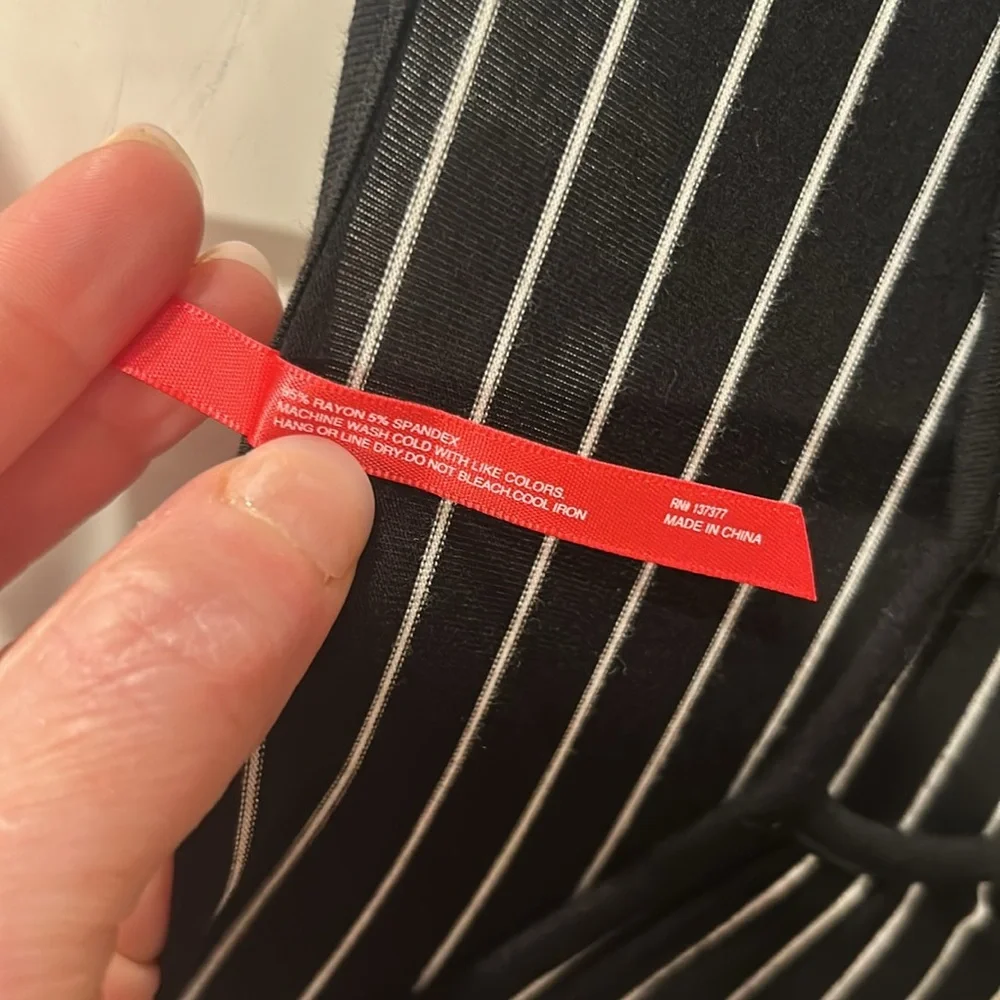 95% RAYON 5% SPANDEX
MACHINE WASH COLD WITH LIKE COLORS.
HANG OR LINE DRY.DO NOT BLEACH.COOL IRON
RN# 137377
MADE IN CHINA